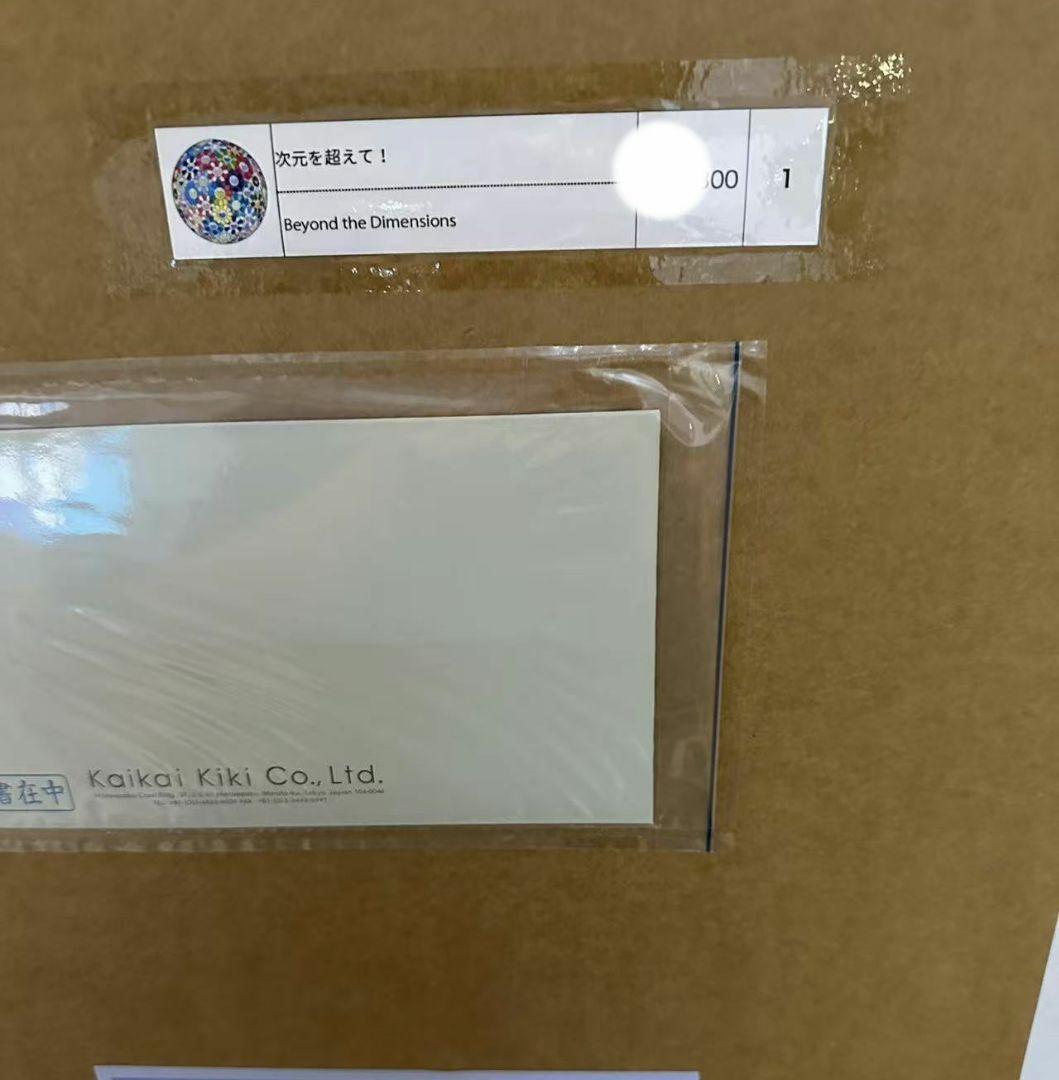 次元を超えて！
Beyond the Dimensions
00
1
書在中
Kaikai Kiki Co., Ltd.